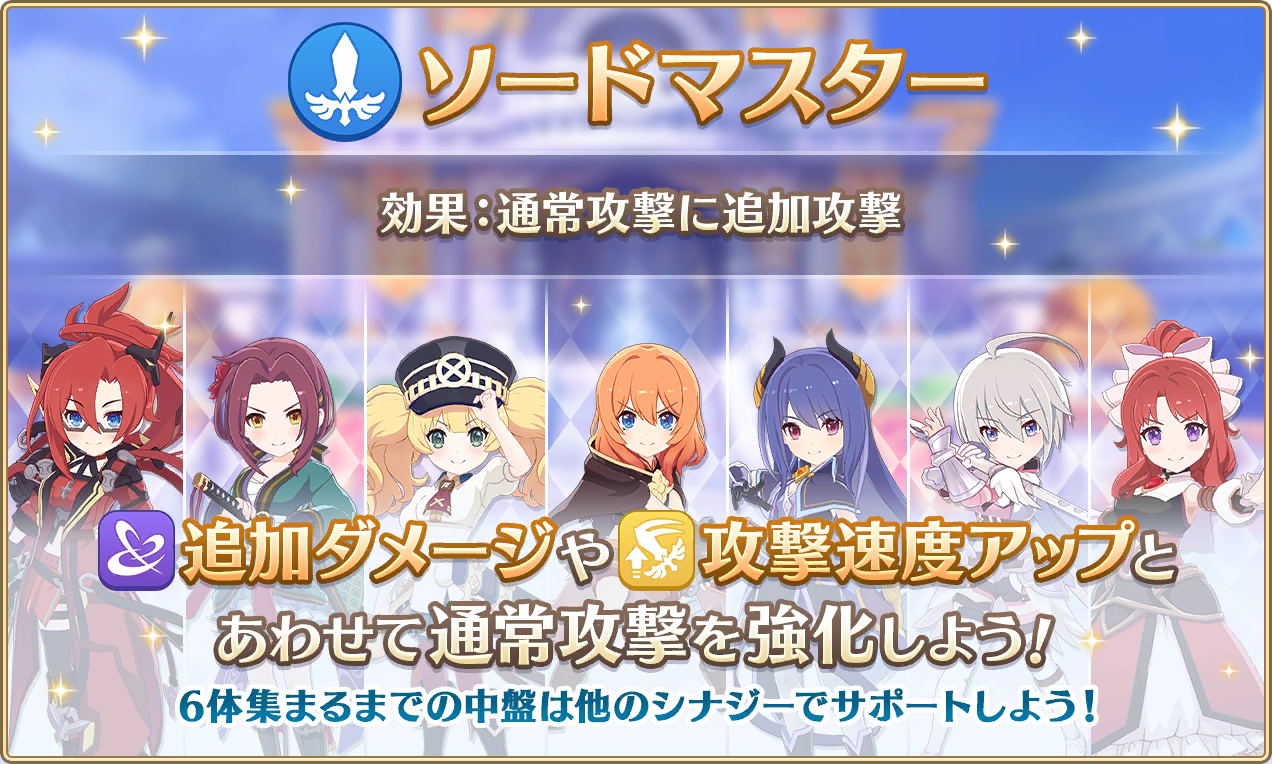 ソードマスター
効果：通常攻撃に追加攻撃
追加ダメージや攻撃速度アップと
あわせて通常攻撃を強化しよう！
6体集まるまでの中盤は他のシナジーでサポートしよう！